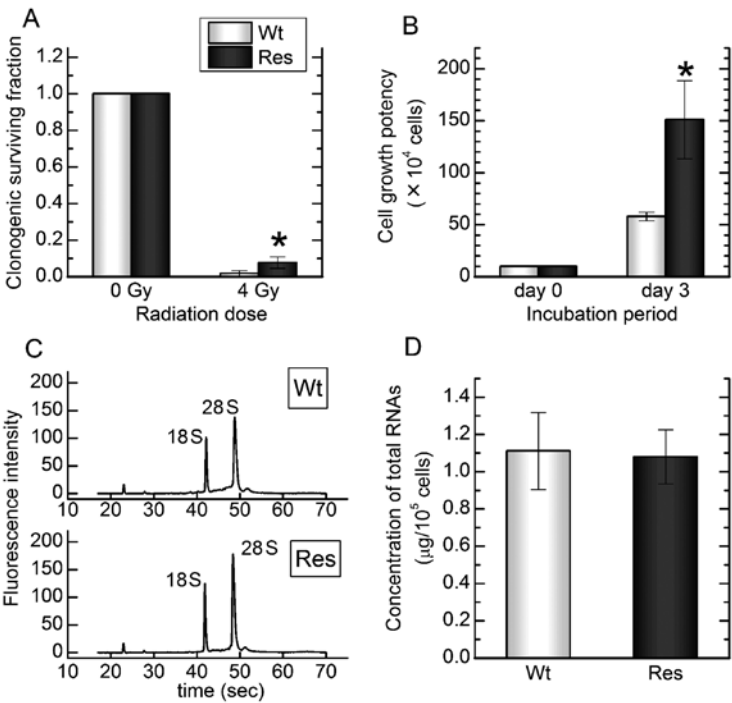 A
Wt
Res
Clonogenic surviving fraction
1.2
1.0
0.8
0.6
0.4
0.2
0.0
*
0 Gy
4 Gy
Radiation dose
B
Cell growth potency
(×10⁴ cells)
200
150
100
50
0
*
day 0
day 3
Incubation period
C
Fluorescence intensity
200
150
100
50
0
Wt
18S
28S
10 20 30 40 50 60 70
200
150
100
50
0
Res
18S
28S
10 20 30 40 50 60 70
time (sec)
D
Concentration of total RNAs
(μg/10⁵ cells)
1.4
1.2
1.0
0.8
0.6
0.4
0.2
0.0
Wt
Res